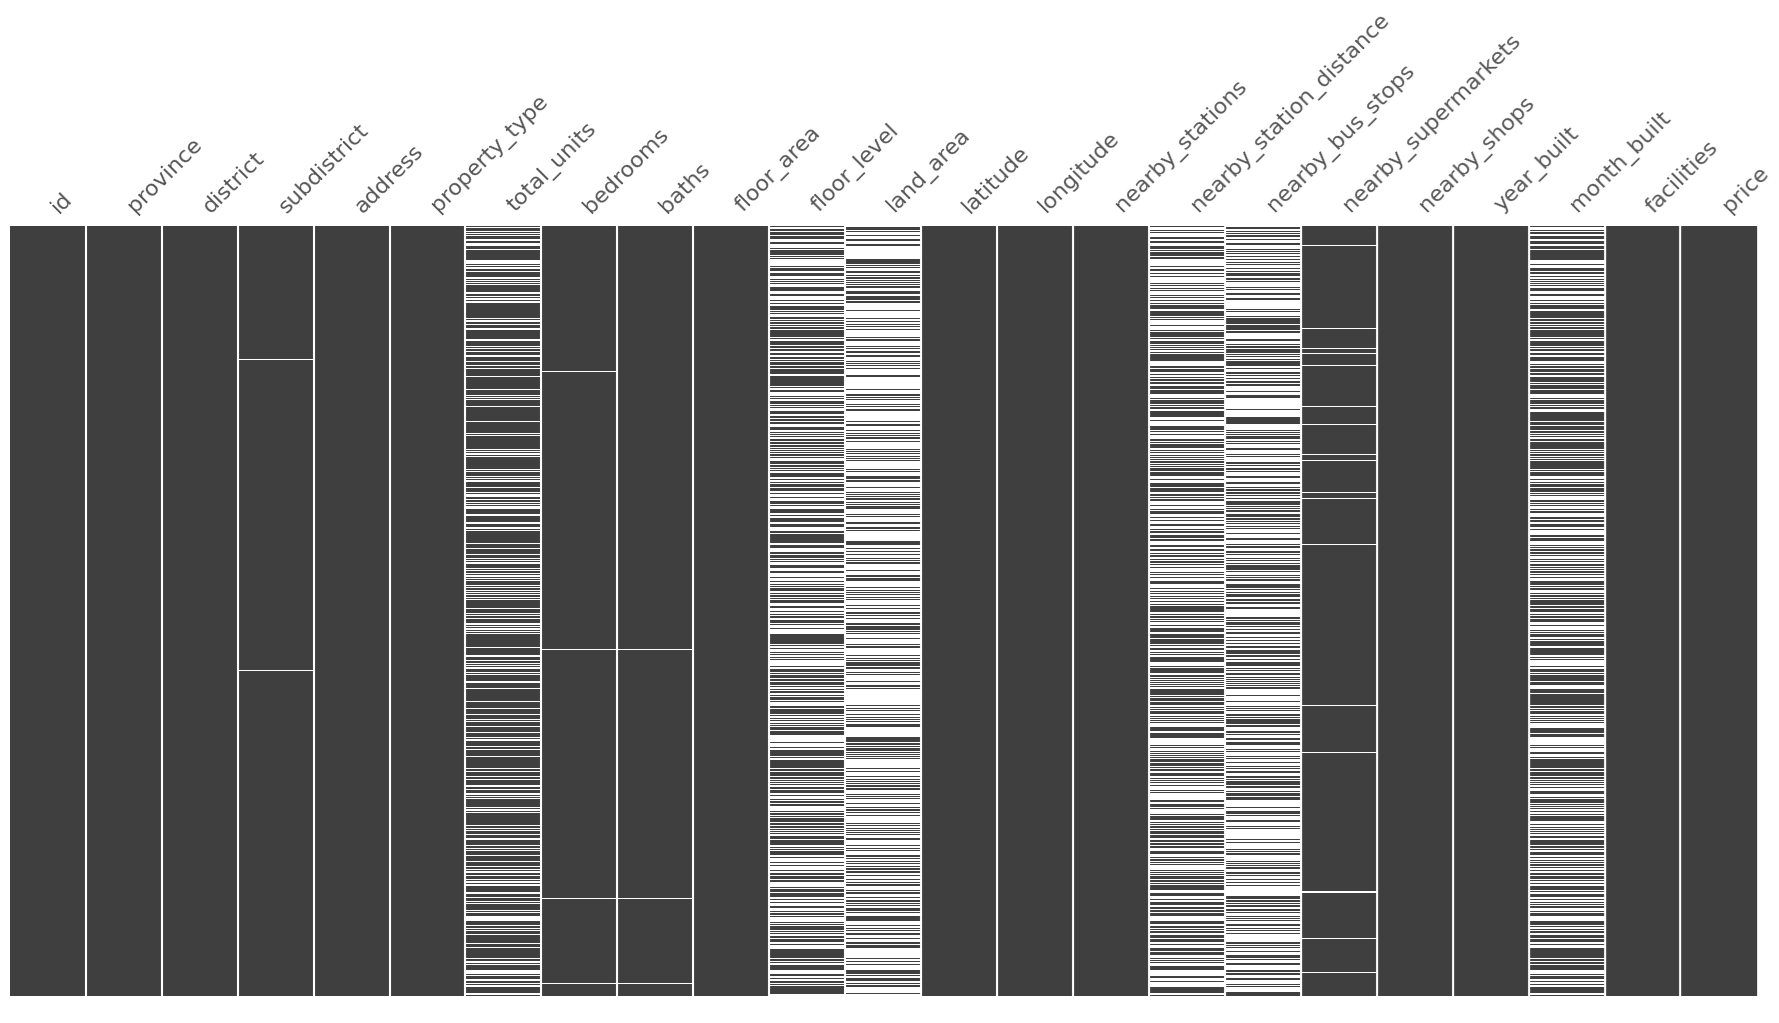 id
province
district
subdistrict
address
property_type
total_units
bedrooms
baths
floor_area
floor_level
land_area
latitude
longitude
nearby_stations
nearby_station_distance
nearby_bus_stops
nearby_supermarkets
nearby_shops
year_built
month_built
facilities
price